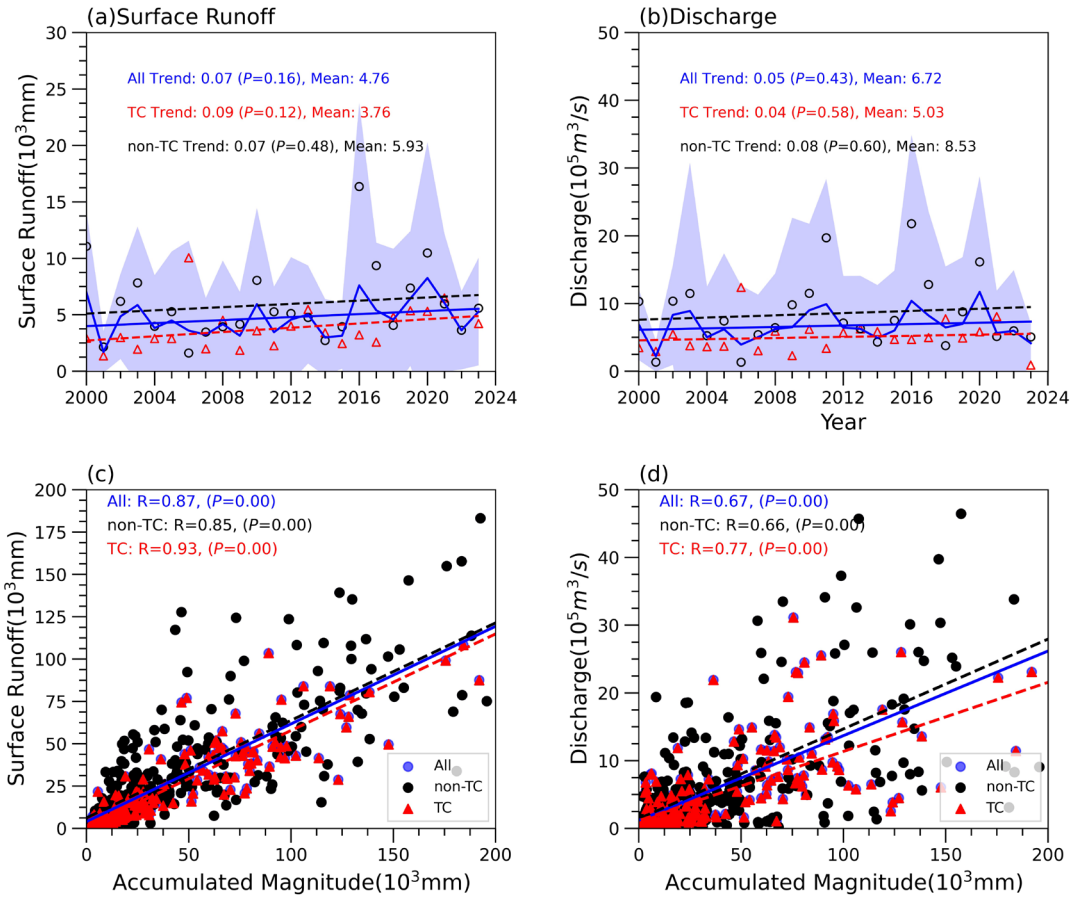 (a)Surface Runoff
30
25
20
15
10
5
0
Surface Runoff(10³mm)
All Trend: 0.07 (P=0.16), Mean: 4.76
TC Trend: 0.09 (P=0.12), Mean: 3.76
non-TC Trend: 0.07 (P=0.48), Mean: 5.93
2000 2004 2008 2012 2016 2020 2024
(b)Discharge
50
40
30
20
10
0
Discharge(10⁵m³/s)
All Trend: 0.05 (P=0.43), Mean: 6.72
TC Trend: 0.04 (P=0.58), Mean: 5.03
non-TC Trend: 0.08 (P=0.60), Mean: 8.53
2000 2004 2008 2012 2016 2020 2024
Year
(c)
200
175
150
125
100
75
50
25
0
Surface Runoff(10³mm)
All: R=0.87, (P=0.00)
non-TC: R=0.85, (P=0.00)
TC: R=0.93, (P=0.00)
All
non-TC
TC
0 50 100 150 200
Accumulated Magnitude(10³mm)
(d)
50
40
30
20
10
0
Discharge(10⁵m³/s)
All: R=0.67, (P=0.00)
non-TC: R=0.66, (P=0.00)
TC: R=0.77, (P=0.00)
All
non-TC
TC
0 50 100 150 200
Accumulated Magnitude(10³mm)